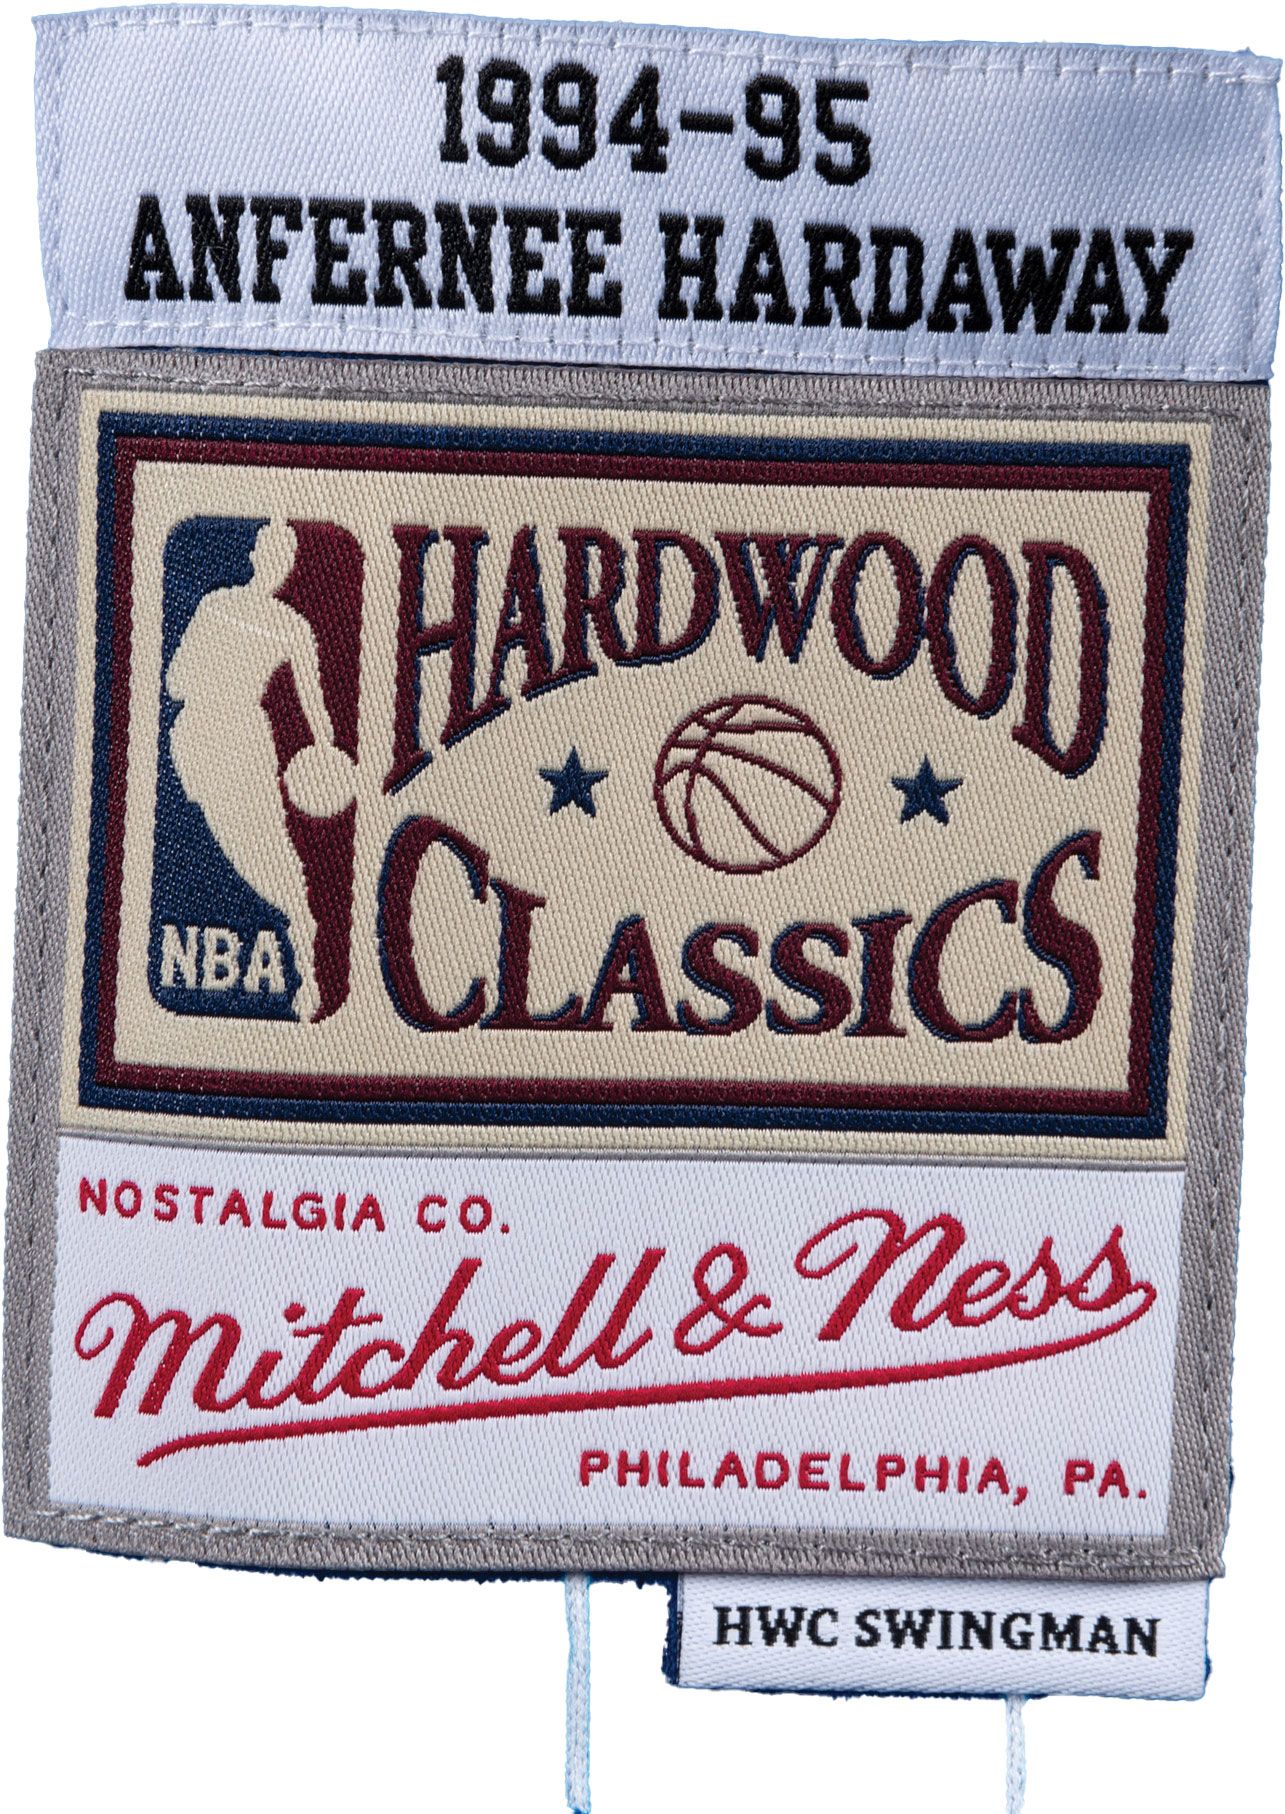 1994-95
ANFERNEE HARDAWAY
HARDWOOD
CLASSICS
NBA
NOSTALGIA CO.
Mitchell & Ness
PHILADELPHIA, PA.
HWC SWINGMAN